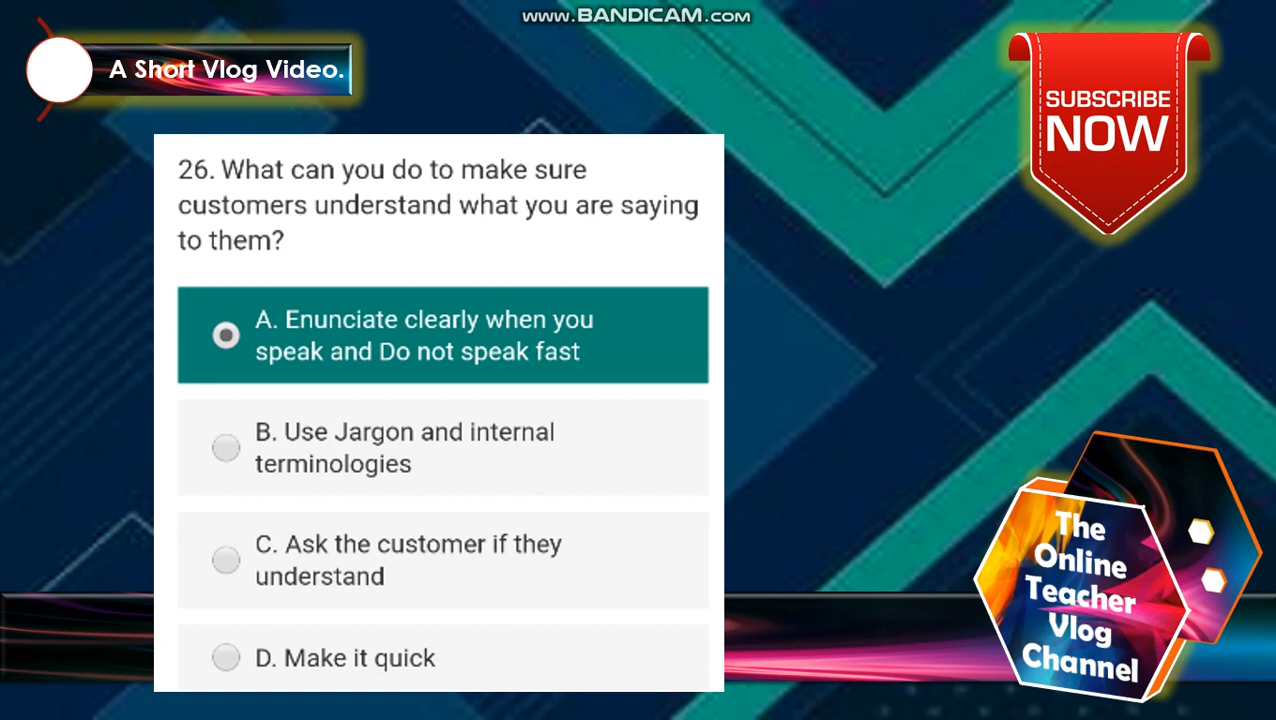 www.BANDICAM.com
A Short Vlog Video.
SUBSCRIBE
NOW
26. What can you do to make sure
customers understand what you are saying
to them?
A. Enunciate clearly when you
speak and Do not speak fast
B. Use Jargon and internal
terminologies
C. Ask the customer if they
understand
D. Make it quick
The
Online
Teacher
Vlog
Channel